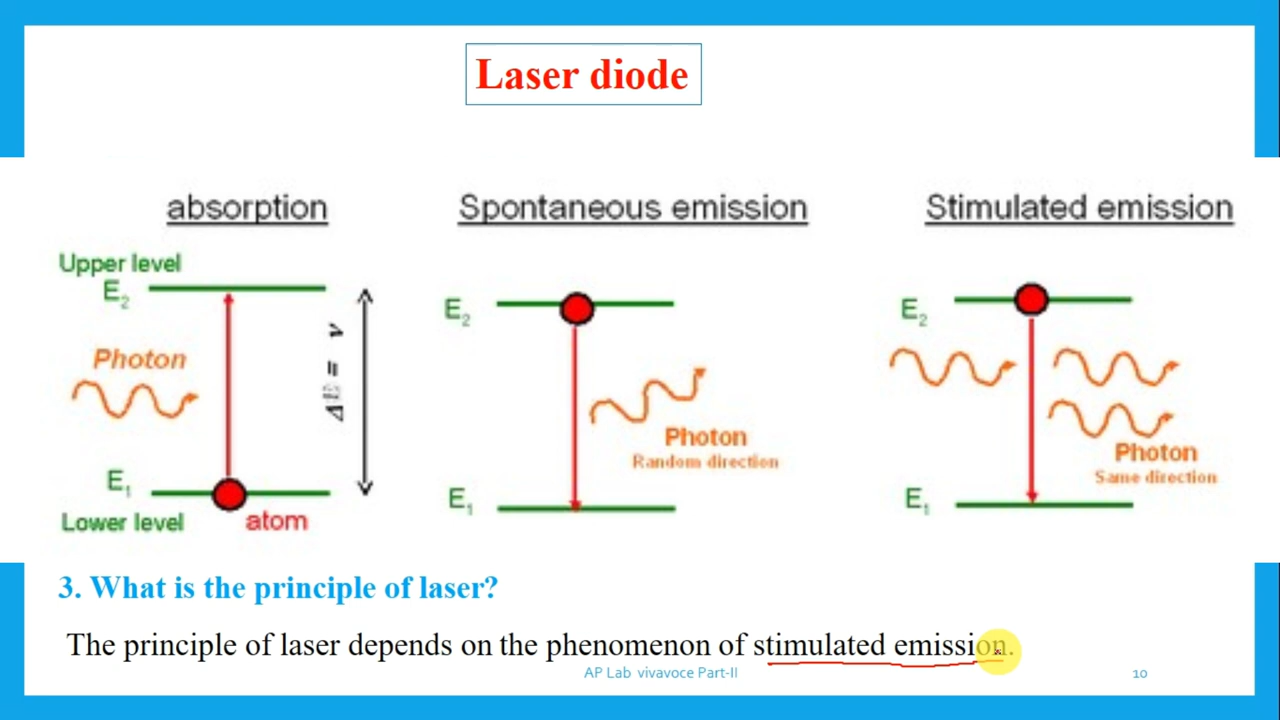 Laser diode
absorption
Spontaneous emission
Stimulated emission
Upper level
E₂
Photon
ΔE = ν
E₁
Lower level
atom
E₂
Photon
Random direction
E₁
E₂
Photon
Same direction
E₁
3. What is the principle of laser?
The principle of laser depends on the phenomenon of stimulated emission.
AP Lab vivavoce Part-II
10